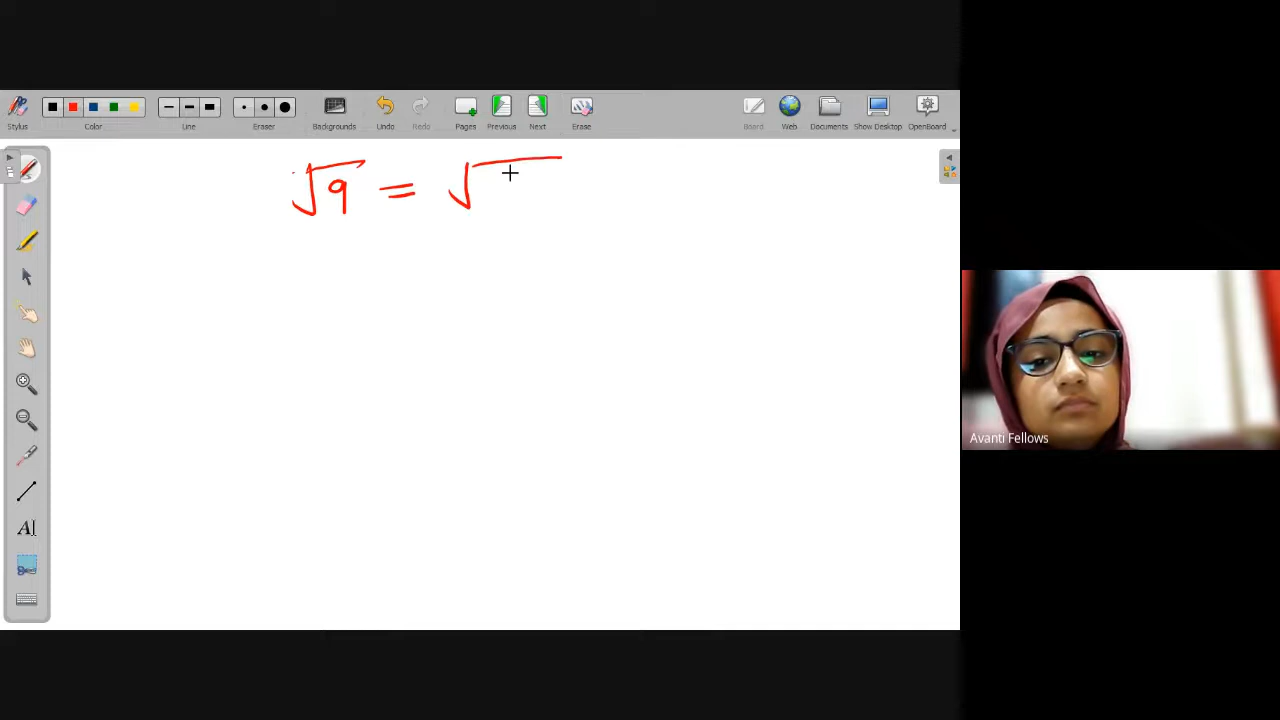 Stylus Color Line Eraser Backgrounds Undo Redo Pages Previous Next Erase Board Web Documents Show Desktop OpenBoard
√9 = √
A
Avanti Fellows